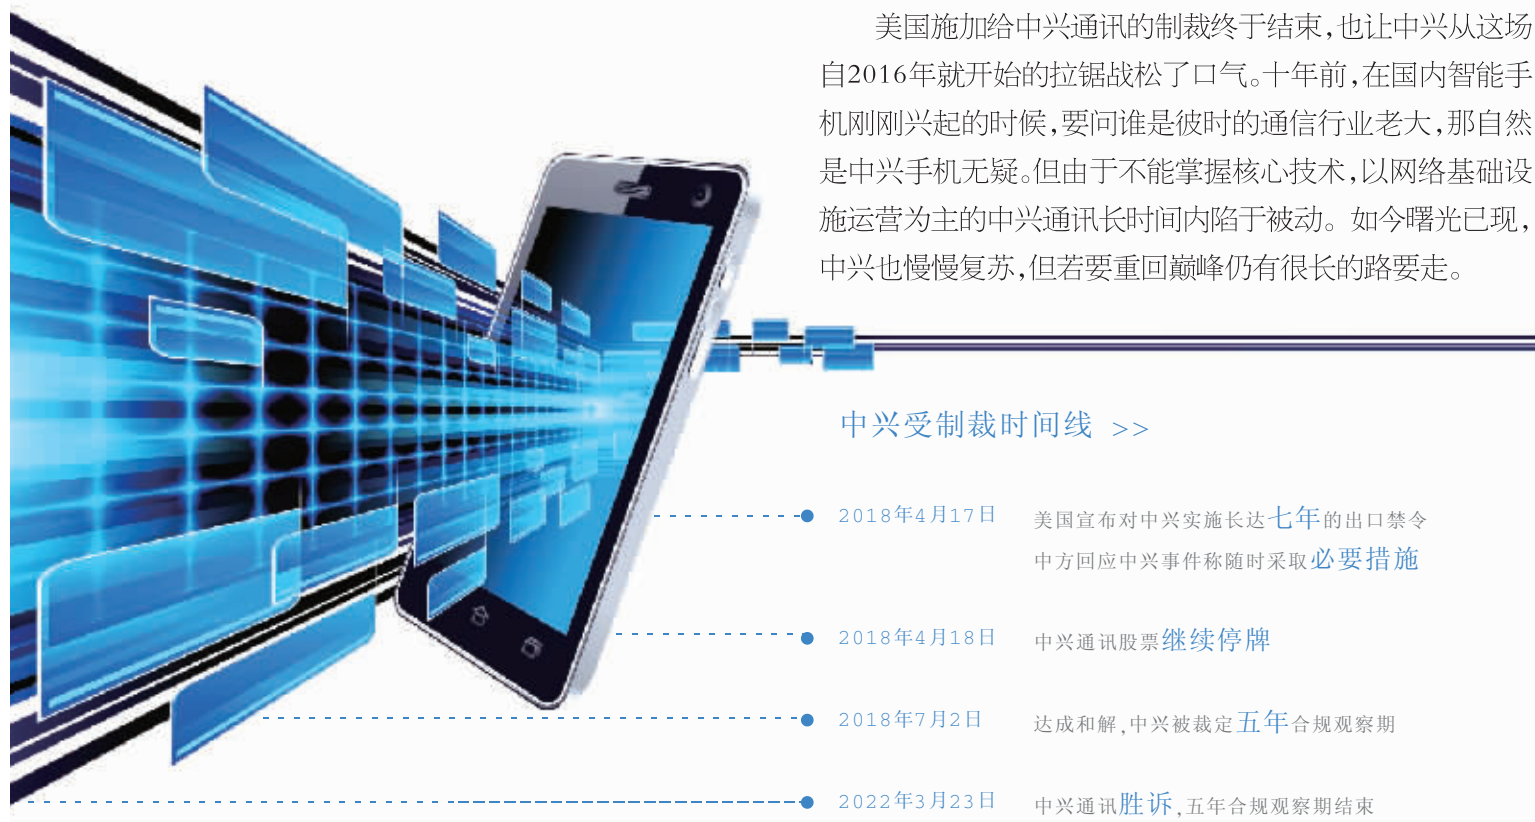 美国施加给中兴通讯的制裁终于结束,也让中兴从这场
自2016年就开始的拉锯战松了口气。十年前,在国内智能手
机刚刚兴起的时候,要问谁是彼时的通信行业老大,那自然
是中兴手机无疑。但由于不能掌握核心技术,以网络基础设
施运营为主的中兴通讯长时间内陷于被动。如今曙光已现,
中兴也慢慢复苏,但若要重回巅峰仍有很长的路要走。
中兴受制裁时间线 >>
2018年4月17日 美国宣布对中兴实施长达七年的出口禁令
中方回应中兴事件称随时采取必要措施
2018年4月18日 中兴通讯股票继续停牌
2018年7月2日 达成和解,中兴被裁定五年合规观察期
2022年3月23日 中兴通讯胜诉,五年合规观察期结束